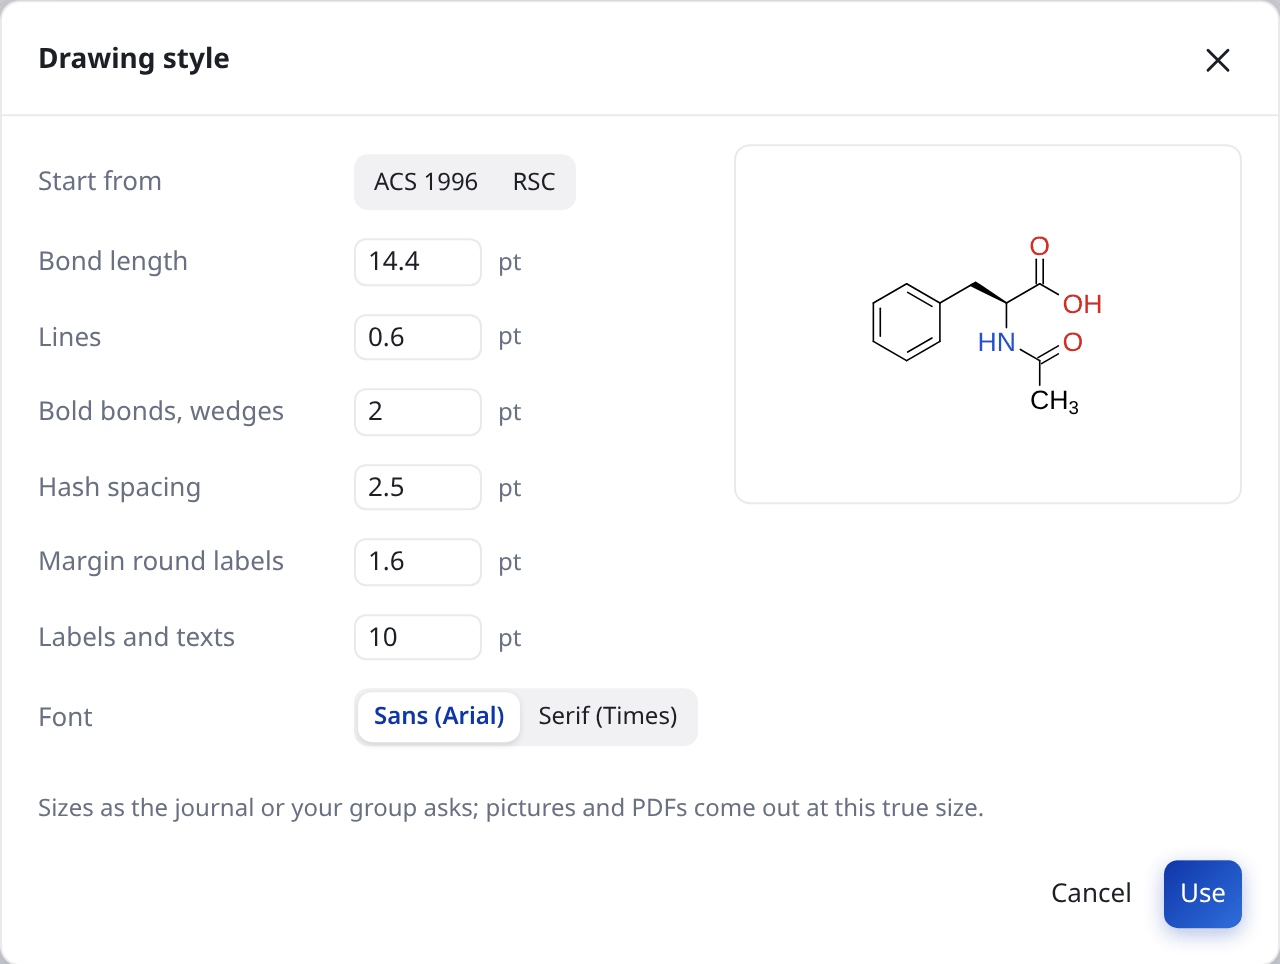 Drawing style
Start from
ACS 1996 RSC
Bond length 14.4 pt
Lines 0.6 pt
Bold bonds, wedges 2 pt
Hash spacing 2.5 pt
Margin round labels 1.6 pt
Labels and texts 10 pt
Font Sans (Arial) Serif (Times)
O
OH
HN O
CH₃
Sizes as the journal or your group asks; pictures and PDFs come out at this true size.
Cancel Use